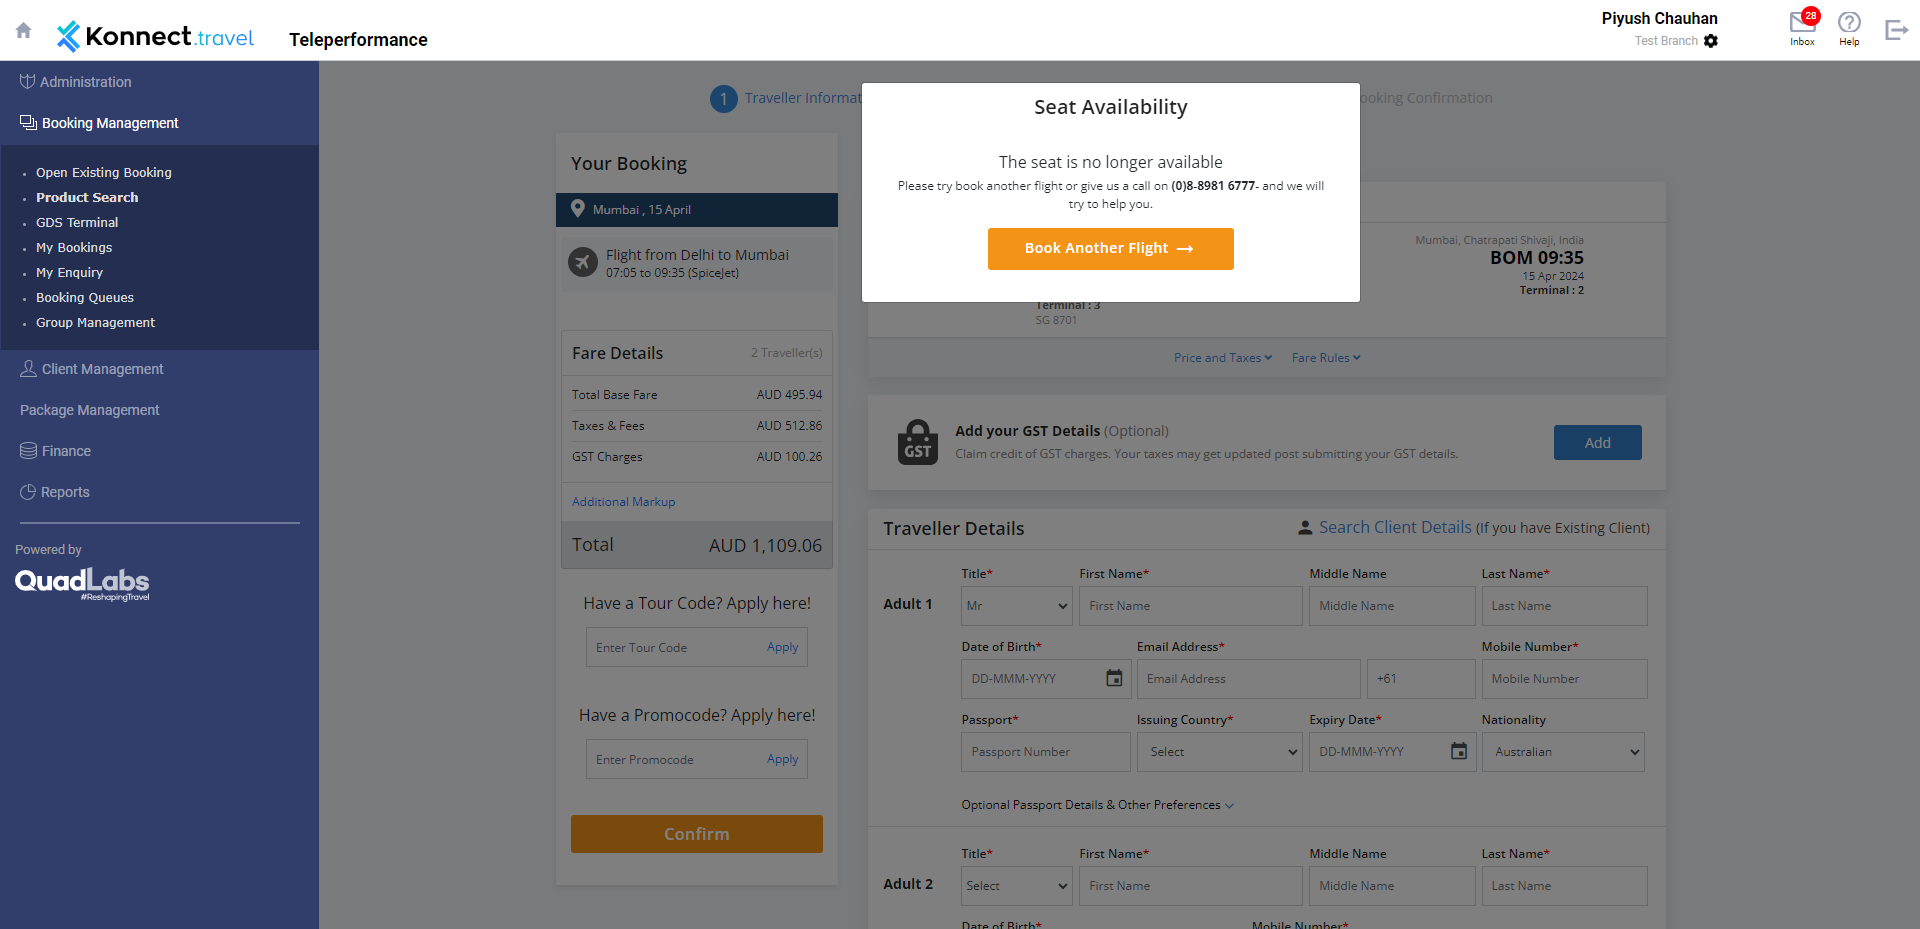 Konnect.travel
Teleperformance
Piyush Chauhan
Test Branch
28
Inbox
Help
Administration
Booking Management
Open Existing Booking
Product Search
GDS Terminal
My Bookings
My Enquiry
Booking Queues
Group Management
Client Management
Package Management
Finance
Reports
Powered by
QuadLabs
#ReshapingTravel
1 Traveller Informat
ooking Confirmation
Seat Availability
The seat is no longer available
Please try book another flight or give us a call on (0)8-8981 6777- and we will
try to help you.
Book Another Flight →
Your Booking
Mumbai , 15 April
Flight from Delhi to Mumbai
07:05 to 09:35 (SpiceJet)
Fare Details
2 Traveller(s)
Total Base Fare AUD 495.94
Taxes & Fees AUD 512.86
GST Charges AUD 100.26
Additional Markup
Total AUD 1,109.06
Have a Tour Code? Apply here!
Enter Tour Code Apply
Have a Promocode? Apply here!
Enter Promocode Apply
Confirm
Mumbai, Chatrapati Shivaji, India
BOM 09:35
15 Apr 2024
Terminal : 2
Terminal : 3
SG 8701
Price and Taxes Fare Rules
GST
Add your GST Details (Optional)
Claim credit of GST charges. Your taxes may get updated post submitting your GST details.
Add
Traveller Details
Search Client Details (If you have Existing Client)
Adult 1
Title* First Name* Middle Name Last Name*
Mr First Name Middle Name Last Name
Date of Birth* Email Address* Mobile Number*
DD-MMM-YYYY Email Address +61 Mobile Number
Passport* Issuing Country* Expiry Date* Nationality
Passport Number Select DD-MMM-YYYY Australian
Optional Passport Details & Other Preferences
Adult 2
Title* First Name* Middle Name Last Name*
Select First Name Middle Name Last Name
Date of Birth* Mobile Number*